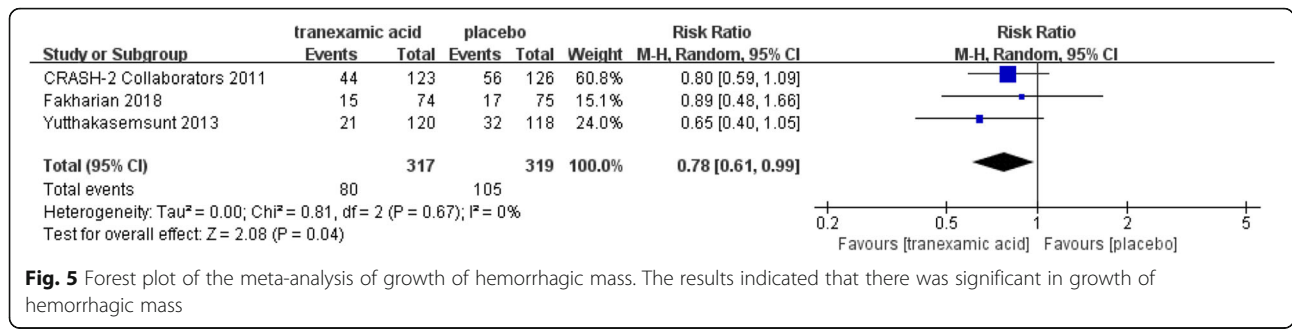 tranexamic acid placebo Risk Ratio Risk Ratio
Study or Subgroup Events Total Events Total Weight M-H, Random, 95% CI M-H, Random, 95% CI
CRASH-2 Collaborators 2011 44 123 56 126 60.8% 0.80 [0.59, 1.09]
Fakharian 2018 15 74 17 75 15.1% 0.89 [0.48, 1.66]
Yutthakasemsunt 2013 21 120 32 118 24.0% 0.65 [0.40, 1.05]
Total (95% CI) 317 319 100.0% 0.78 [0.61, 0.99]
Total events 80 105
Heterogeneity: Tau² = 0.00; Chi² = 0.81, df = 2 (P = 0.67); I² = 0%
Test for overall effect: Z = 2.08 (P = 0.04)
0.2 0.5 1 2 5
Favours [tranexamic acid] Favours [placebo]
Fig. 5 Forest plot of the meta-analysis of growth of hemorrhagic mass. The results indicated that there was significant in growth of
hemorrhagic mass